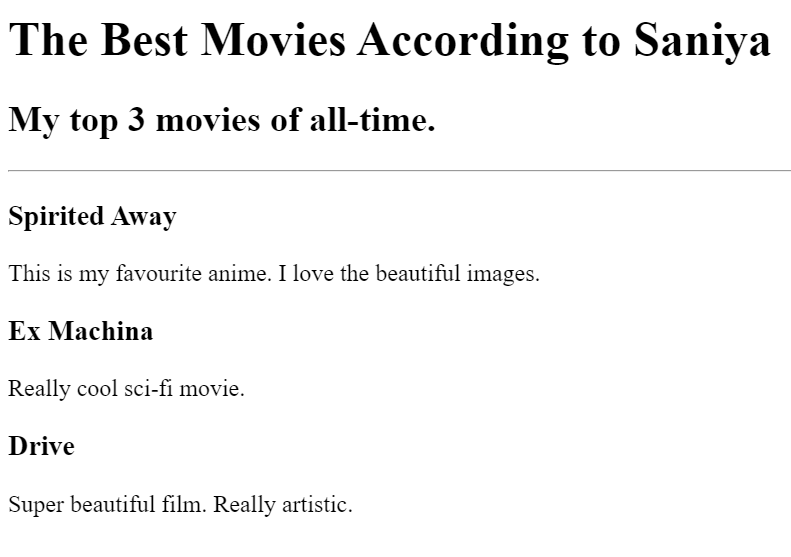 The Best Movies According to Saniya
My top 3 movies of all-time.
Spirited Away
This is my favourite anime. I love the beautiful images.
Ex Machina
Really cool sci-fi movie.
Drive
Super beautiful film. Really artistic.